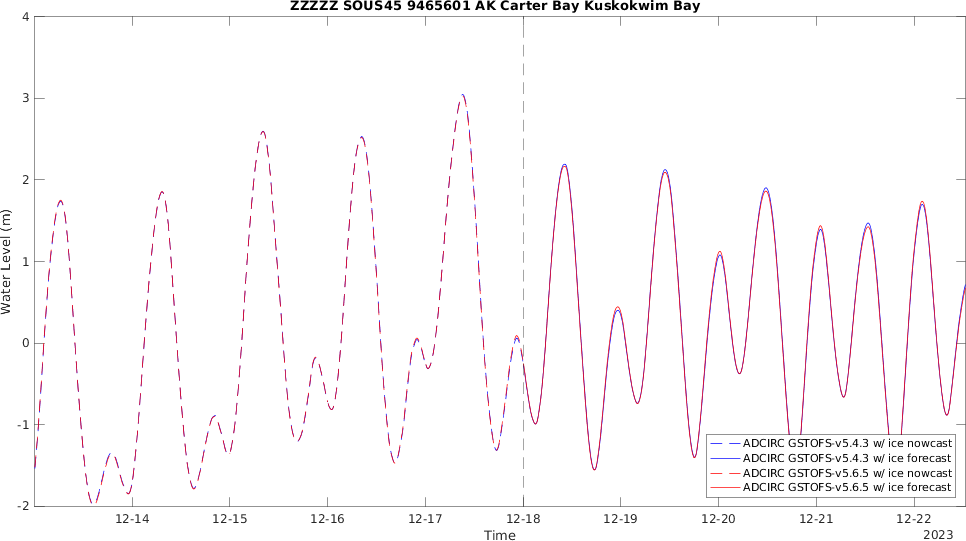 ZZZZZ SOUS45 9465601 AK Carter Bay Kuskokwim Bay
4
3
2
1
0
-1
-2
Water Level (m)
12-14 12-15 12-16 12-17 12-18 12-19 12-20 12-21 12-22
Time
2023
ADCIRC GSTOFS-v5.4.3 w/ ice nowcast
ADCIRC GSTOFS-v5.4.3 w/ ice forecast
ADCIRC GSTOFS-v5.6.5 w/ ice nowcast
ADCIRC GSTOFS-v5.6.5 w/ ice forecast